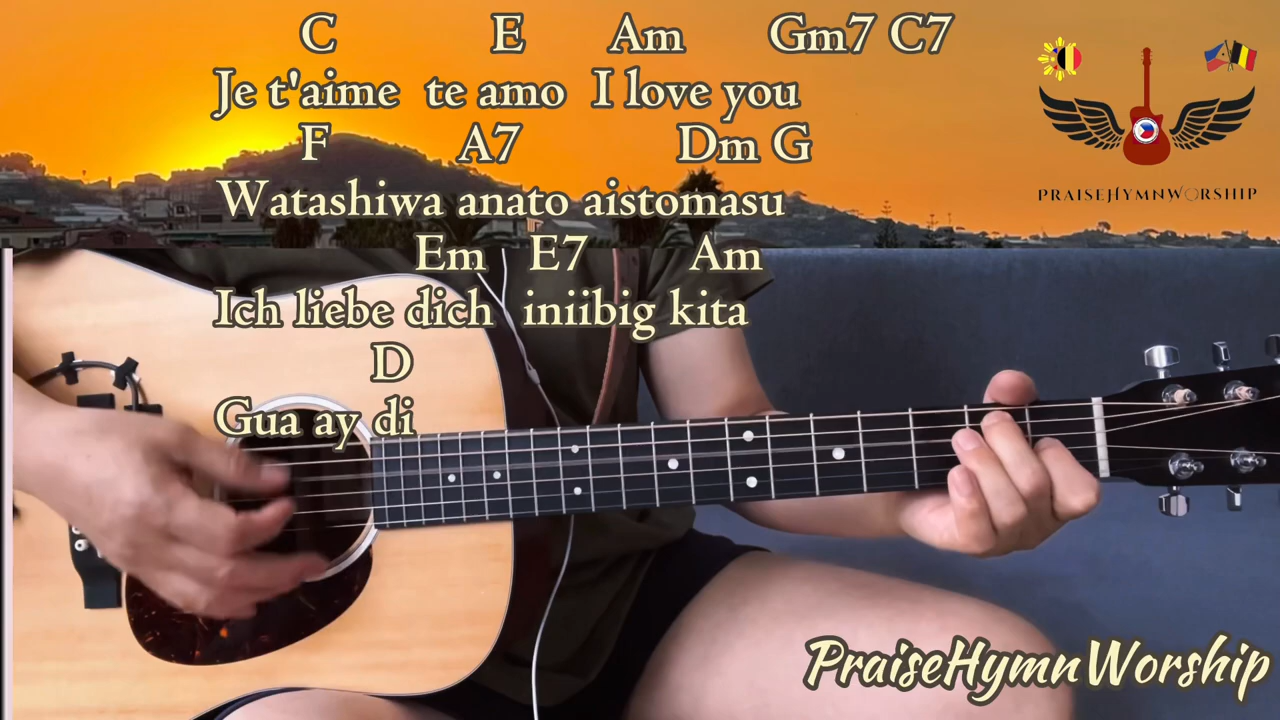 C E Am Gm7 C7
Je t'aime te amo I love you
F A7 Dm G
Watashiwa anato aistomasu
Em E7 Am
Ich liebe dich iniibig kita
D
Gua ay di
PRAISEHYMNWORSHIP
PraiseHymnWorship